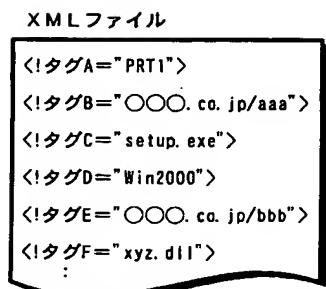 XMLファイル
<!タグA="PRT1">
<!タグB="○○○.co.jp/aaa">
<!タグC="setup.exe">
<!タグD="Win2000">
<!タグE="○○○.co.jp/bbb">
<!タグF="xyz.dll">
: